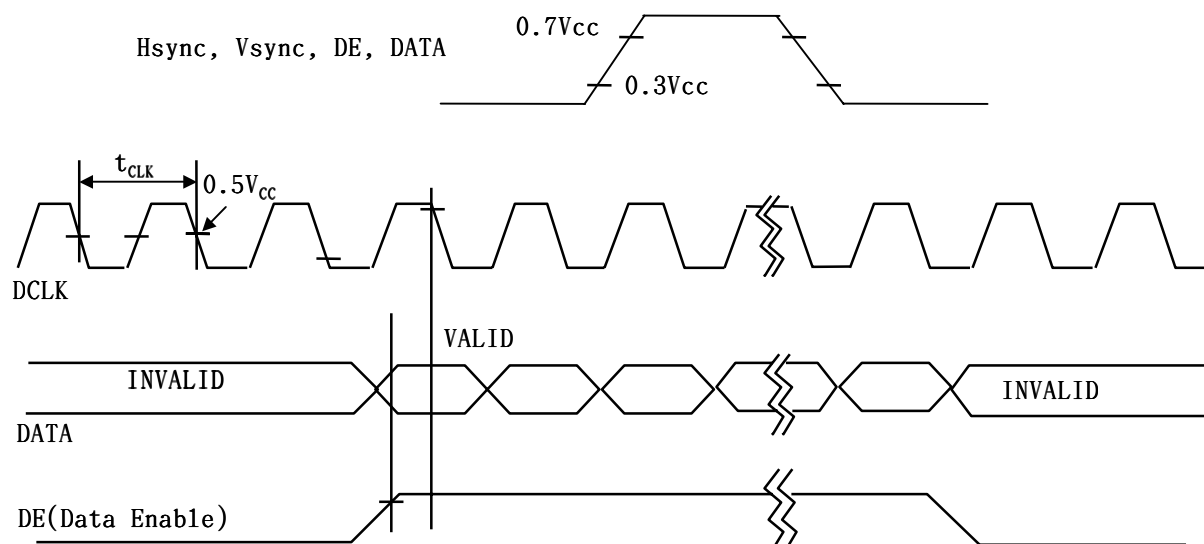 0.7Vcc
Hsync, Vsync, DE, DATA
0.3Vcc
tCLK
0.5VCC
DCLK
VALID
INVALID
INVALID
DATA
DE(Data Enable)